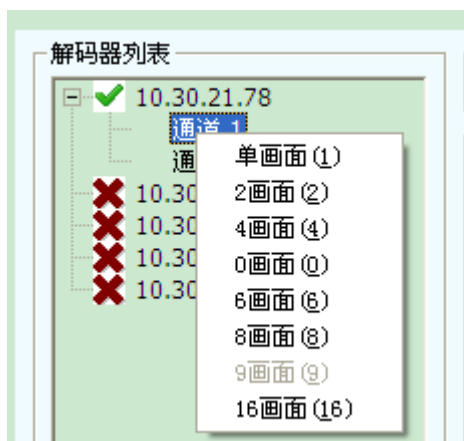 解码器列表
10.30.21.78
通道 1
通
10.30
10.30
10.30
10.30
单画面(1)
2画面(2)
4画面(4)
0画面(0)
6画面(6)
8画面(8)
9画面(9)
16画面(16)